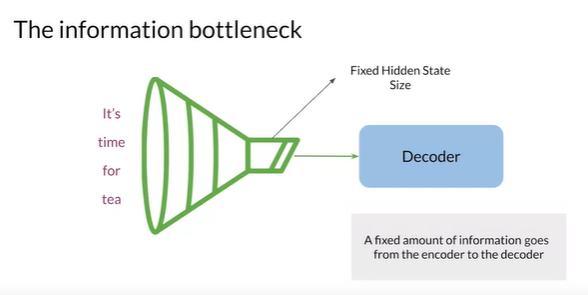 The information bottleneck
Fixed Hidden State
Size
It's
time
for
tea
Decoder
A fixed amount of information goes
from the encoder to the decoder